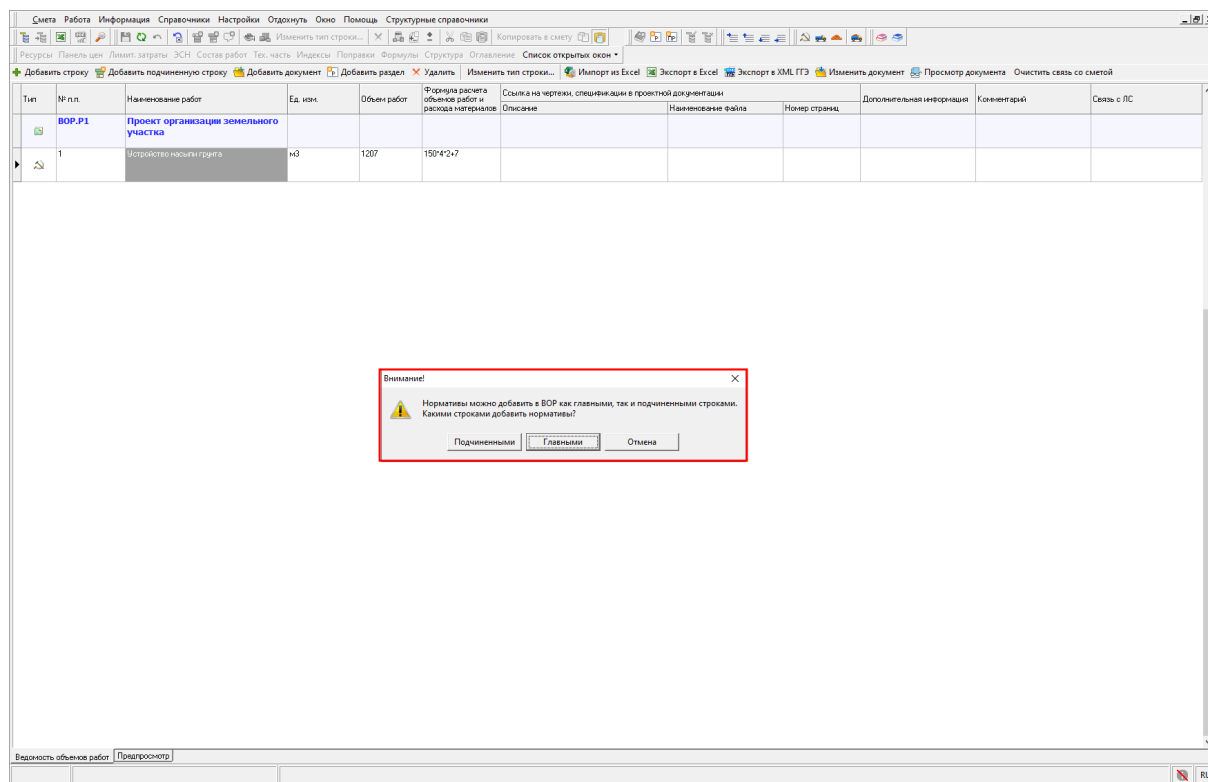 Смета Работа Информация Справочники Настройки Отдохнуть Окно Помощь Структурные справочники
Изменить тип строки... Копировать в смету
Ресурсы Панель цен Лимит. затраты ЭСН Состав работ Тех. часть Индексы Поправки Формулы Структура Оглавление Список открытых окон
Добавить строку Добавить подчиненную строку Добавить документ Добавить раздел Удалить Изменить тип строки... Импорт из Excel Экспорт в Excel Экспорт в XML ГГЭ Изменить документ Просмотр документа Очистить связь со сметой
Тип № п.п. Наименование работ Ед. изм. Объем работ Формула расчета объемов работ и расхода материалов Ссылка на чертежи, спецификации в проектной документации Дополнительная информация Комментарий Связь с ЛС
Описание Наименование файла Номер страниц
ВОР.Р1 Проект организации земельного
участка
1 Устройство насыпи грунта м3 1207 150*4*2+7
Внимание!
Нормативы можно добавить в ВОР как главными, так и подчиненными строками.
Какими строками добавить нормативы?
Подчиненными Главными Отмена
Ведомость объемов работ Предпросмотр
RU